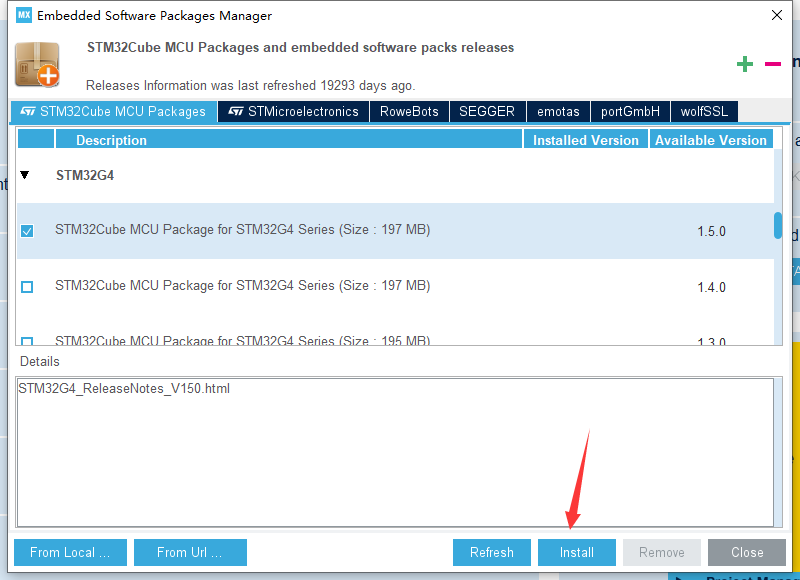 MX Embedded Software Packages Manager
STM32Cube MCU Packages and embedded software packs releases
Releases Information was last refreshed 19293 days ago.
STM32Cube MCU Packages STMicroelectronics RoweBots SEGGER emotas portGmbH wolfSSL
Description Installed Version Available Version
STM32G4
STM32Cube MCU Package for STM32G4 Series (Size : 197 MB) 1.5.0
STM32Cube MCU Package for STM32G4 Series (Size : 197 MB) 1.4.0
STM32Cube MCU Package for STM32G4 Series (Size : 195 MB) 1.3.0
Details
STM32G4_ReleaseNotes_V150.html
From Local ... From Url ... Refresh Install Remove Close